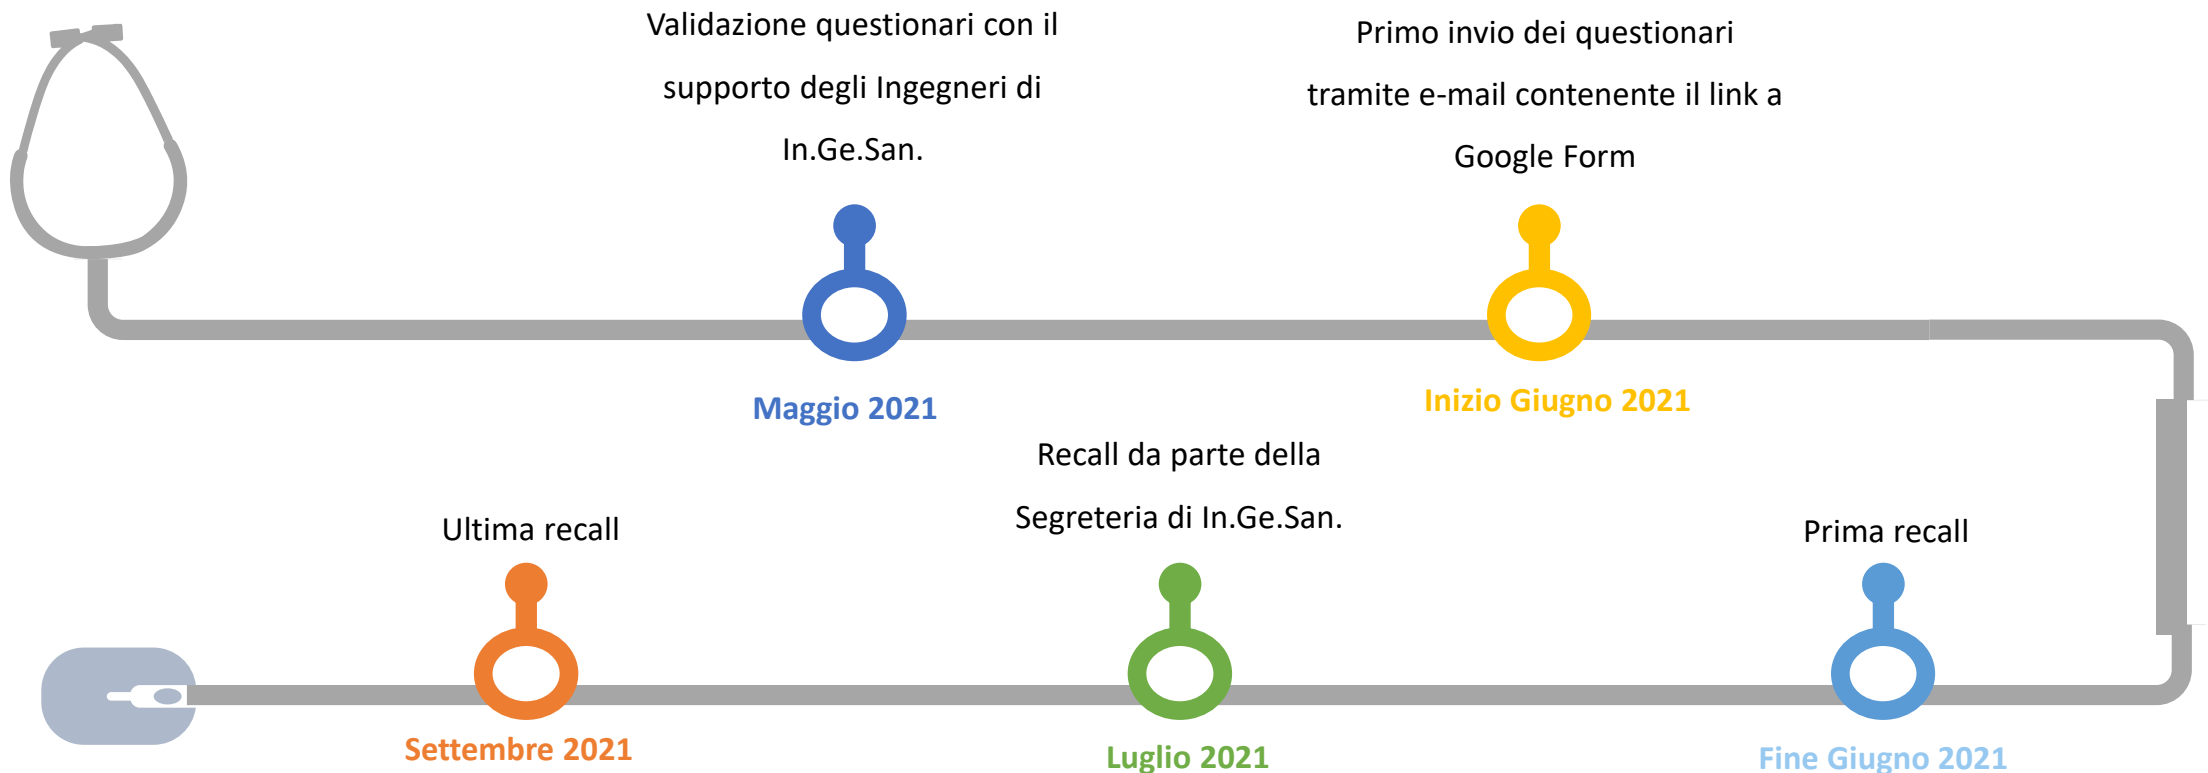 Validazione questionari con il
supporto degli Ingegneri di
In.Ge.San.
Maggio 2021
Primo invio dei questionari
tramite e-mail contenente il link a
Google Form
Inizio Giugno 2021
Prima recall
Fine Giugno 2021
Recall da parte della
Segreteria di In.Ge.San.
Luglio 2021
Ultima recall
Settembre 2021